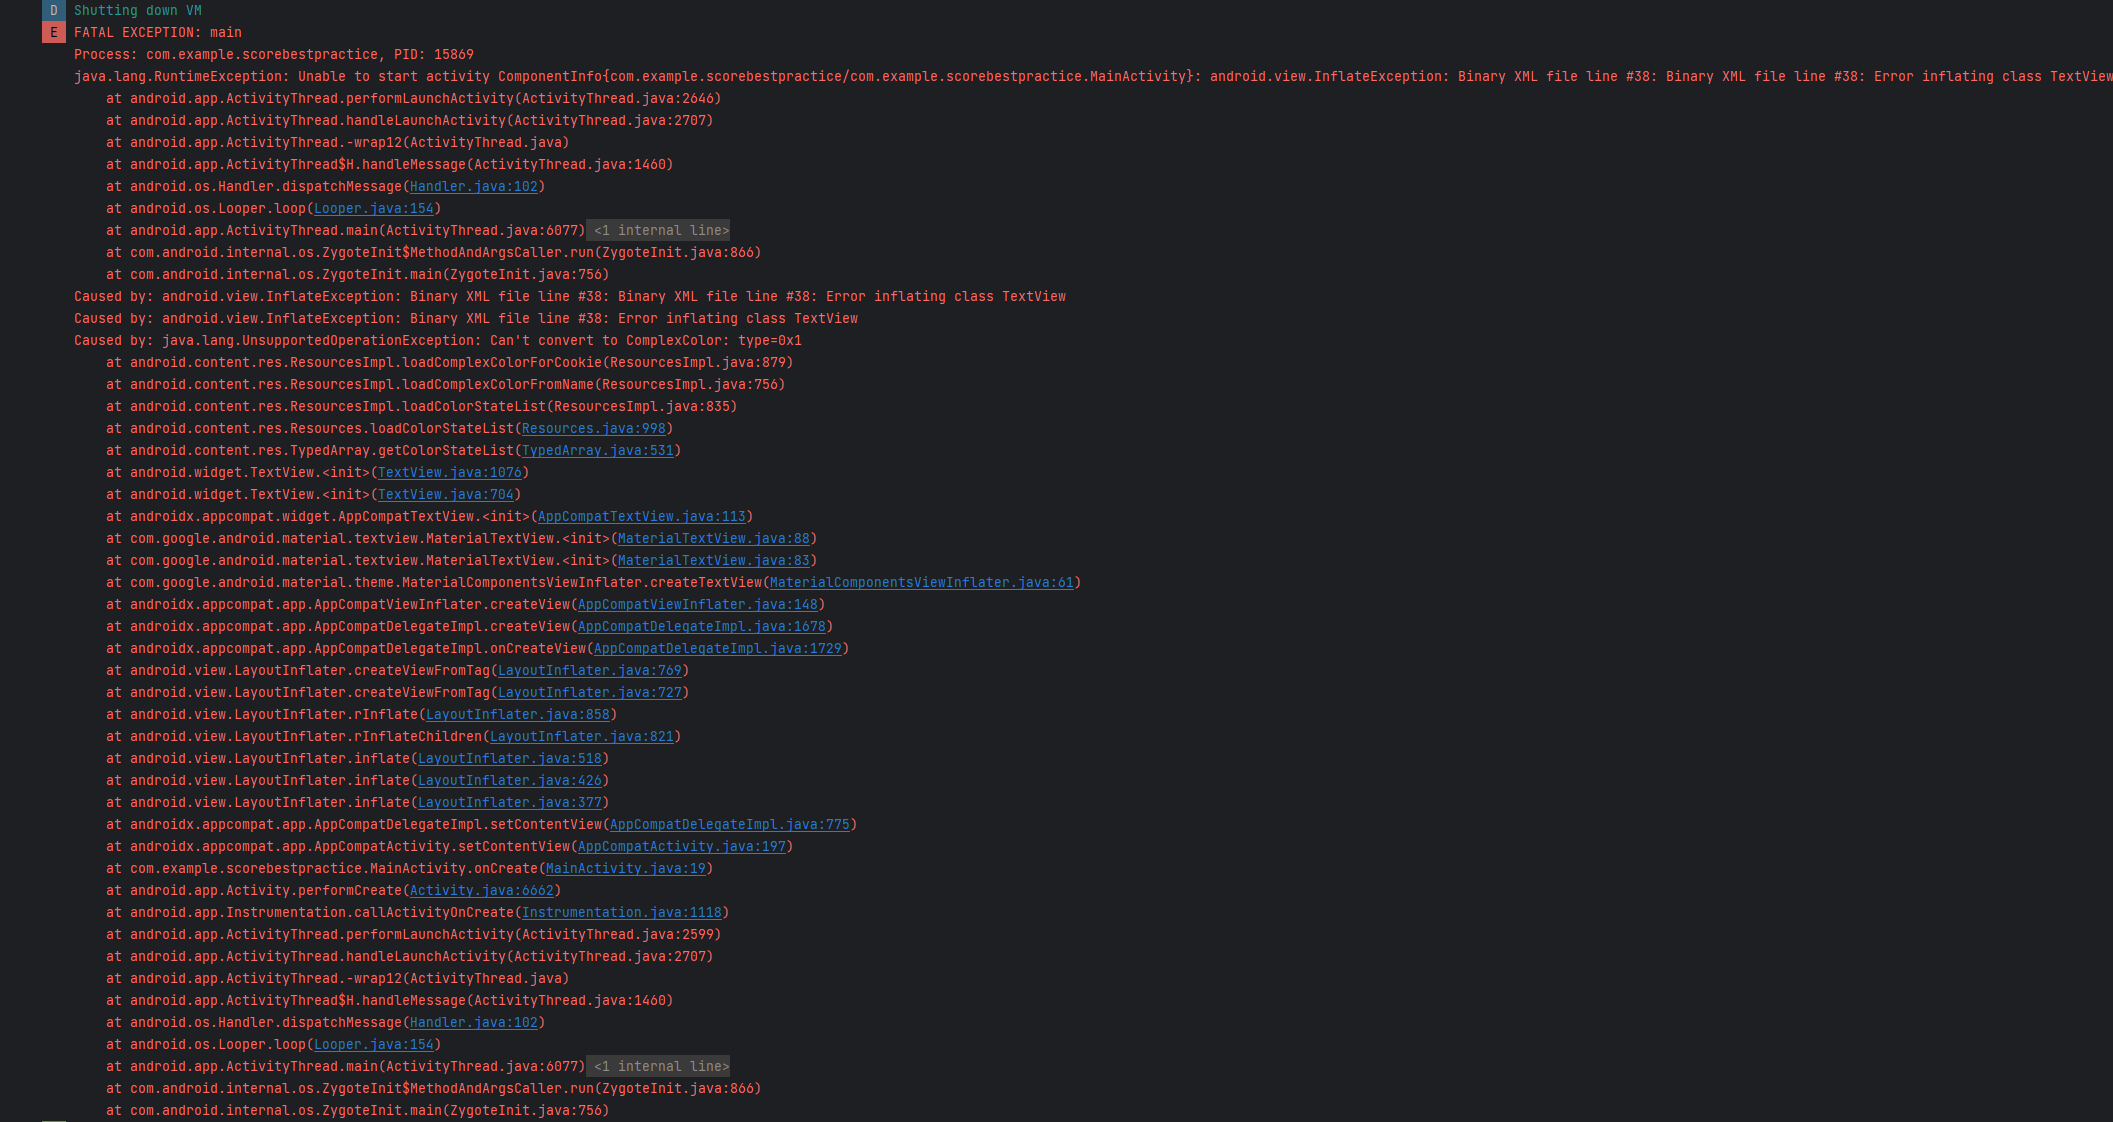 D Shutting down VM
E FATAL EXCEPTION: main
Process: com.example.scorebestpractice, PID: 15869
java.lang.RuntimeException: Unable to start activity ComponentInfo{com.example.scorebestpractice/com.example.scorebestpractice.MainActivity}: android.view.InflateException: Binary XML file line #38: Binary XML file line #38: Error inflating class TextView
at android.app.ActivityThread.performLaunchActivity(ActivityThread.java:2646)
at android.app.ActivityThread.handleLaunchActivity(ActivityThread.java:2707)
at android.app.ActivityThread.-wrap12(ActivityThread.java)
at android.app.ActivityThread$H.handleMessage(ActivityThread.java:1460)
at android.os.Handler.dispatchMessage(Handler.java:102)
at android.os.Looper.loop(Looper.java:154)
at android.app.ActivityThread.main(ActivityThread.java:6077) <1 internal line>
at com.android.internal.os.ZygoteInit$MethodAndArgsCaller.run(ZygoteInit.java:866)
at com.android.internal.os.ZygoteInit.main(ZygoteInit.java:756)
Caused by: android.view.InflateException: Binary XML file line #38: Binary XML file line #38: Error inflating class TextView
Caused by: android.view.InflateException: Binary XML file line #38: Error inflating class TextView
Caused by: java.lang.UnsupportedOperationException: Can't convert to ComplexColor: type=0x1
at android.content.res.ResourcesImpl.loadComplexColorForCookie(ResourcesImpl.java:879)
at android.content.res.ResourcesImpl.loadComplexColorFromName(ResourcesImpl.java:756)
at android.content.res.ResourcesImpl.loadColorStateList(ResourcesImpl.java:835)
at android.content.res.Resources.loadColorStateList(Resources.java:998)
at android.content.res.TypedArray.getColorStateList(TypedArray.java:531)
at android.widget.TextView.<init>(TextView.java:1076)
at android.widget.TextView.<init>(TextView.java:704)
at androidx.appcompat.widget.AppCompatTextView.<init>(AppCompatTextView.java:113)
at com.google.android.material.textview.MaterialTextView.<init>(MaterialTextView.java:88)
at com.google.android.material.textview.MaterialTextView.<init>(MaterialTextView.java:83)
at com.google.android.material.theme.MaterialComponentsViewInflater.createTextView(MaterialComponentsViewInflater.java:61)
at androidx.appcompat.app.AppCompatViewInflater.createView(AppCompatViewInflater.java:148)
at androidx.appcompat.app.AppCompatDelegateImpl.createView(AppCompatDelegateImpl.java:1678)
at androidx.appcompat.app.AppCompatDelegateImpl.onCreateView(AppCompatDelegateImpl.java:1729)
at android.view.LayoutInflater.createViewFromTag(LayoutInflater.java:769)
at android.view.LayoutInflater.createViewFromTag(LayoutInflater.java:727)
at android.view.LayoutInflater.rInflate(LayoutInflater.java:858)
at android.view.LayoutInflater.rInflateChildren(LayoutInflater.java:821)
at android.view.LayoutInflater.inflate(LayoutInflater.java:518)
at android.view.LayoutInflater.inflate(LayoutInflater.java:426)
at android.view.LayoutInflater.inflate(LayoutInflater.java:377)
at androidx.appcompat.app.AppCompatDelegateImpl.setContentView(AppCompatDelegateImpl.java:775)
at androidx.appcompat.app.AppCompatActivity.setContentView(AppCompatActivity.java:197)
at com.example.scorebestpractice.MainActivity.onCreate(MainActivity.java:19)
at android.app.Activity.performCreate(Activity.java:6662)
at android.app.Instrumentation.callActivityOnCreate(Instrumentation.java:1118)
at android.app.ActivityThread.performLaunchActivity(ActivityThread.java:2599)
at android.app.ActivityThread.handleLaunchActivity(ActivityThread.java:2707)
at android.app.ActivityThread.-wrap12(ActivityThread.java)
at android.app.ActivityThread$H.handleMessage(ActivityThread.java:1460)
at android.os.Handler.dispatchMessage(Handler.java:102)
at android.os.Looper.loop(Looper.java:154)
at android.app.ActivityThread.main(ActivityThread.java:6077) <1 internal line>
at com.android.internal.os.ZygoteInit$MethodAndArgsCaller.run(ZygoteInit.java:866)
at com.android.internal.os.ZygoteInit.main(ZygoteInit.java:756)